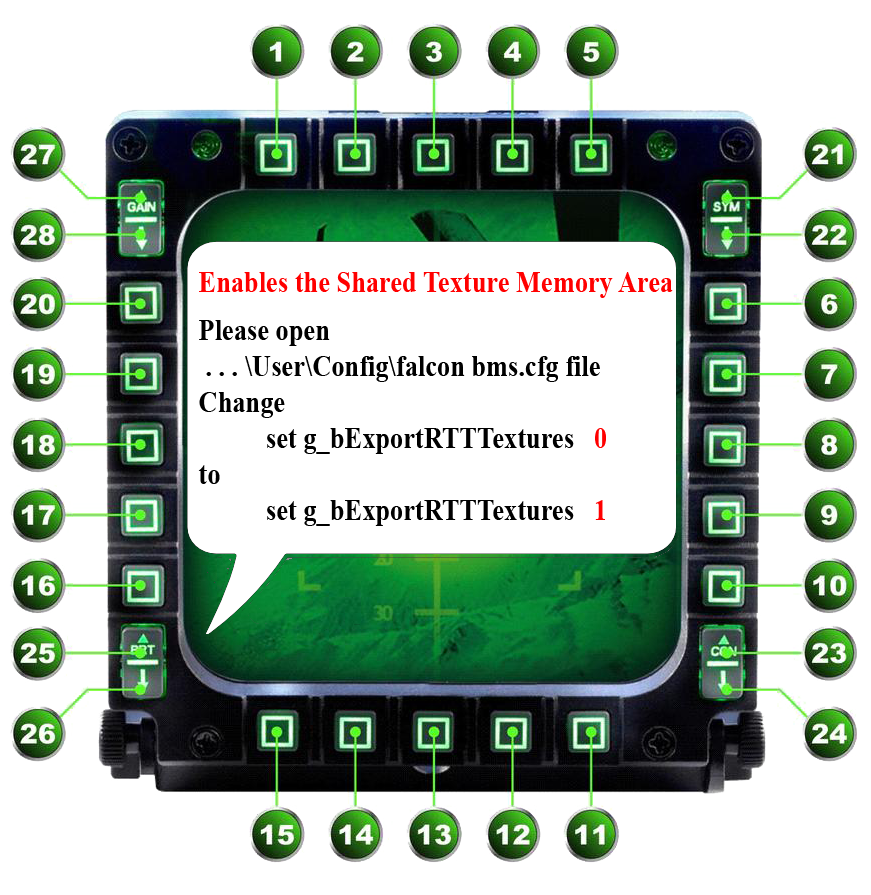 1 2 3 4 5
27 21
GAIN SYM
28 22
20 6
Enables the Shared Texture Memory Area
Please open
. . . \User\Config\falcon bms.cfg file
Change
set g_bExportRTTTextures 0
to
set g_bExportRTTTextures 1
19 7
18 8
17 9
16 10
30
25 23
BRT CON
26 24
15 14 13 12 11